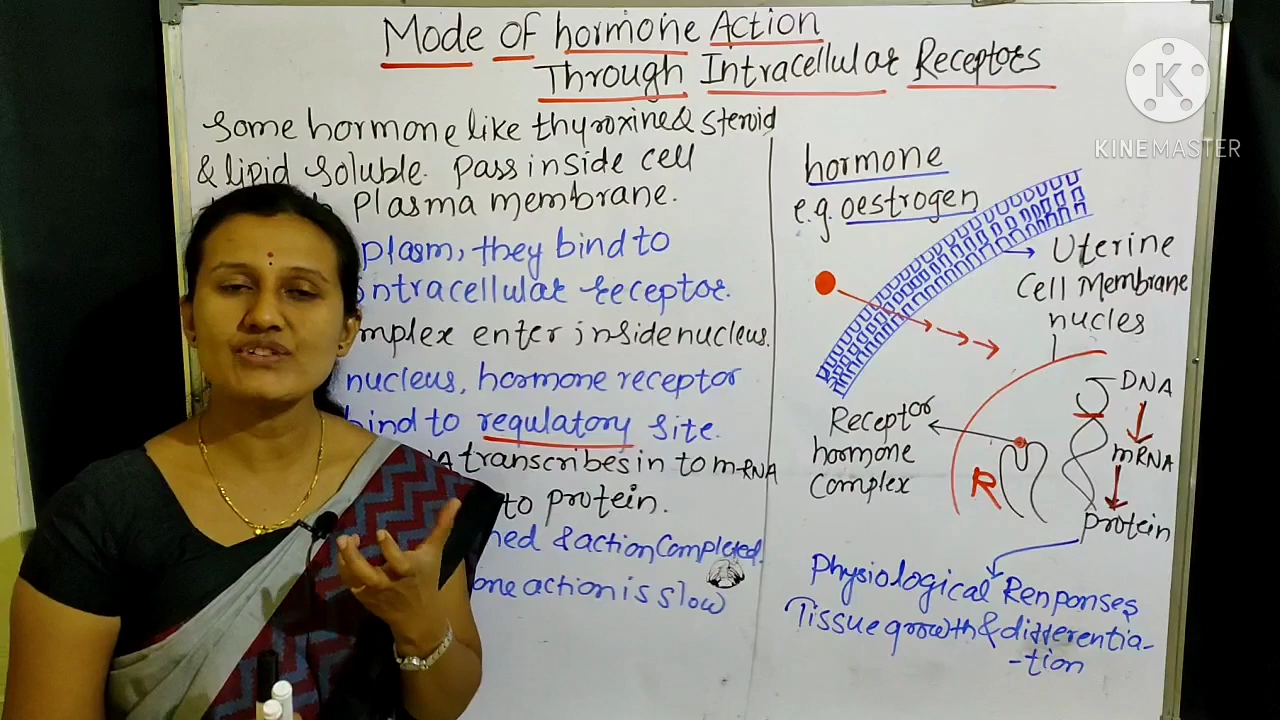 Mode of hormone Action
Through Intracellular Receptors
Some hormone like thyroxine & steroid
& lipid soluble. pass inside cell
plasma membrane.
plasm, they bind to
intracellular receptor.
mplex enter inside nucleus.
nucleus, hormone receptor
bind to regulatory site.
transcribes in to m-RNA
to protein.
ned & action completed.
one action is slow
hormone
e.g. oestrogen
Uterine
Cell Membrane
nucles
DNA
mRNA
protein
Receptor
hormone
Complex
R
Physiological Renponses,
Tissue growth & differentia-
-tion
K
KINEMASTER